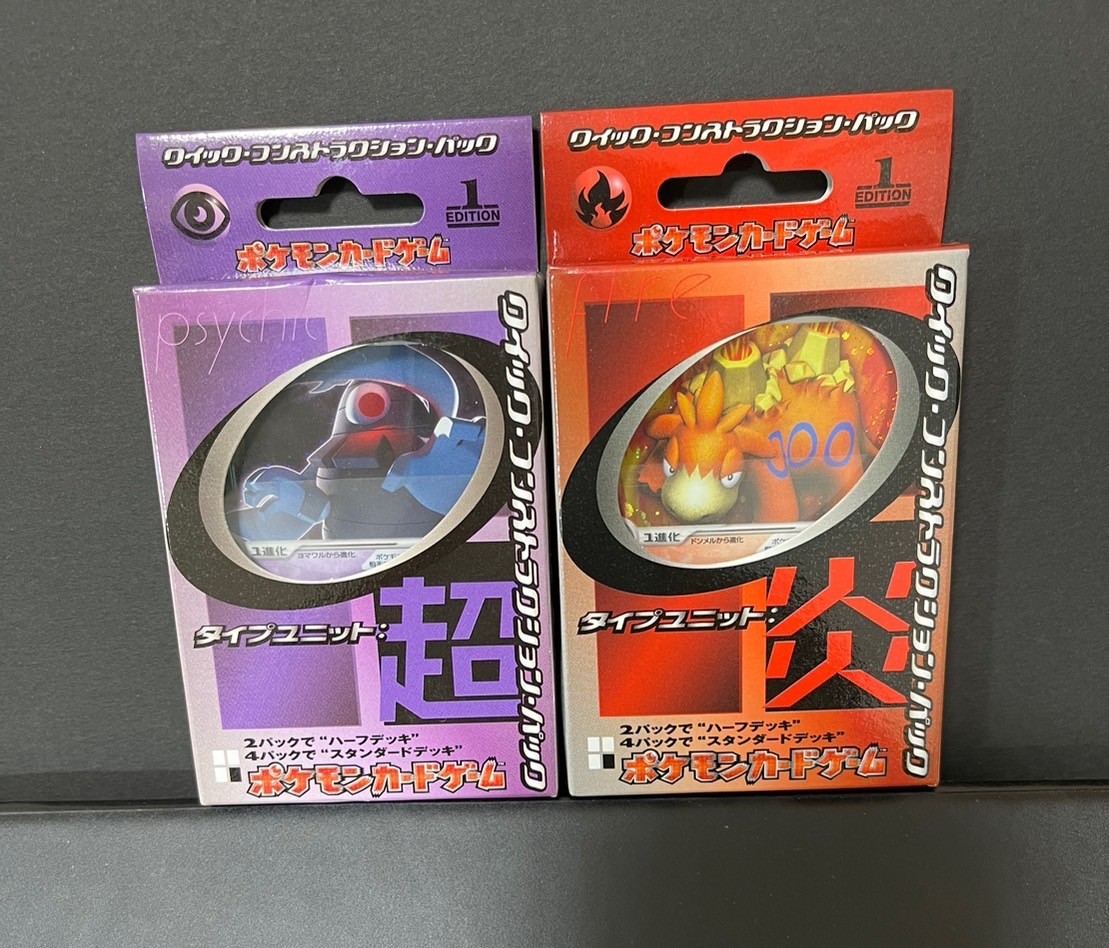 クイック・コンストラクション・パック
1
EDITION
ポケモンカードゲーム
psychic
クイック・コンストラクション・パック
1進化
ヨマワルから進化
タイプユニット:
超
2パックで“ハーフデッキ”
4パックで“スタンダードデッキ”
ポケモンカードゲーム
クイック・コンストラクション・パック
1
EDITION
ポケモンカードゲーム
fire
クイック・コンストラクション・パック
1進化
ドンメルから進化
タイプユニット:
炎
2パックで“ハーフデッキ”
4パックで“スタンダードデッキ”
ポケモンカードゲーム